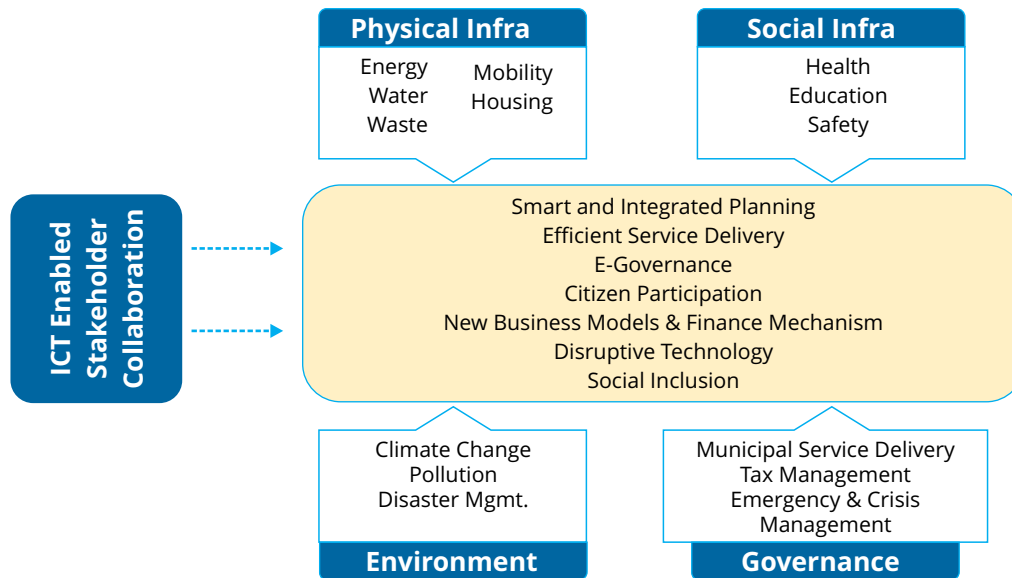 Physical Infra
Energy
Water
Waste
Mobility
Housing
Social Infra
Health
Education
Safety
ICT Enabled
Stakeholder
Collaboration
Smart and Integrated Planning
Efficient Service Delivery
E-Governance
Citizen Participation
New Business Models & Finance Mechanism
Disruptive Technology
Social Inclusion
Climate Change
Pollution
Disaster Mgmt.
Environment
Municipal Service Delivery
Tax Management
Emergency & Crisis
Management
Governance